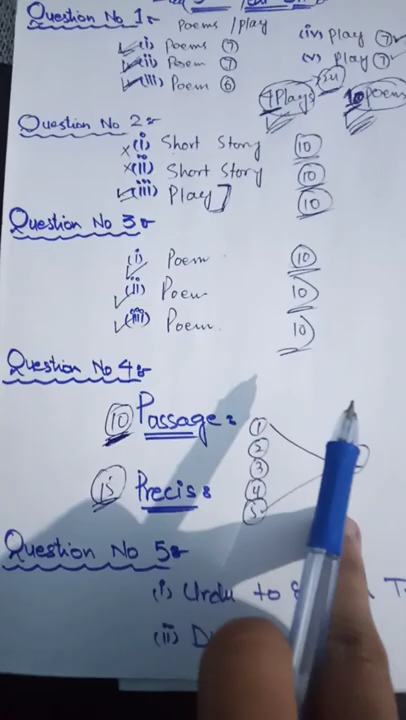 Question No 1:
Poems / play
(i) Poems 7
(ii) Poem 7
(iii) Poem 6
(iv) play 7
(v) play 7
4 Plays
10 poems
Question No 2:
(i) Short Story 10
(ii) Short Story 10
(iii) Play 10
Question No 3:
(i) Poem 10
(ii) Poem 10
(iii) Poem 10
Question No 4:
10 Passage:
15 Precis:
1
2
3
4
5
Question No 5:
(i) Urdu to
(ii)